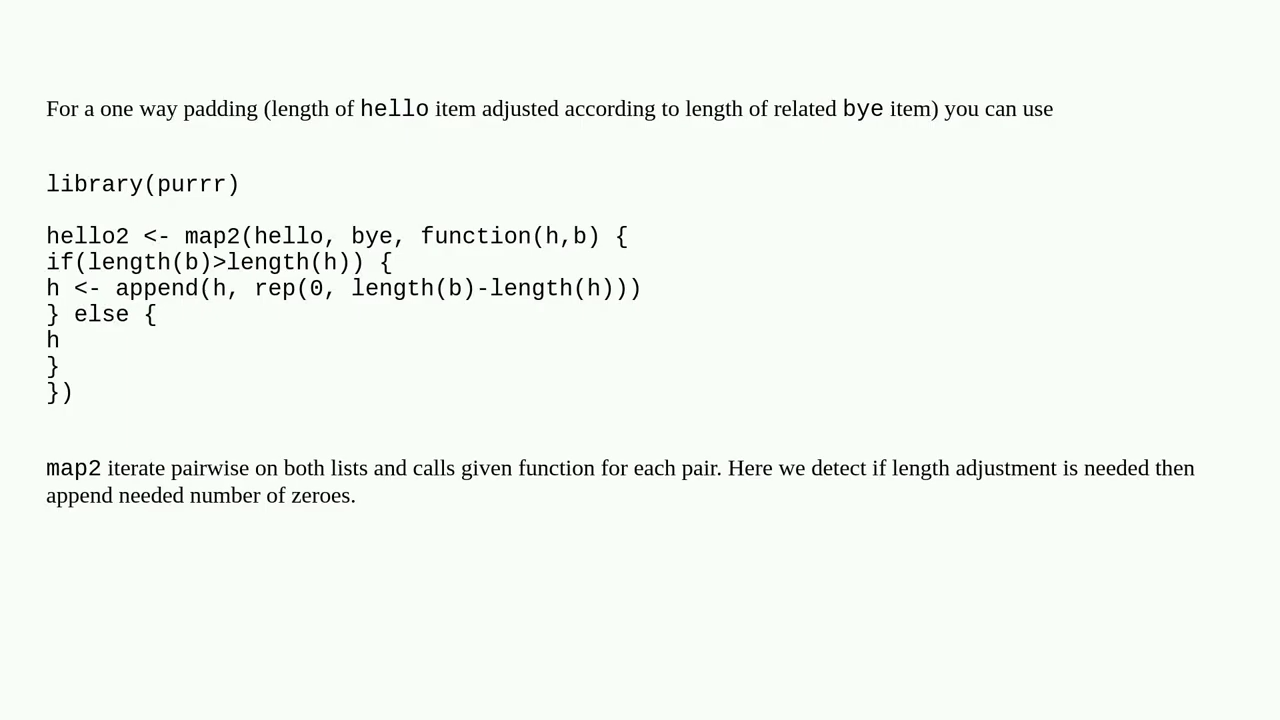 For a one way padding (length of hello item adjusted according to length of related bye item) you can use
library(purrr)
hello2 <- map2(hello, bye, function(h,b) {
if(length(b)>length(h)) {
h <- append(h, rep(0, length(b)-length(h)))
} else {
h
}
})
map2 iterate pairwise on both lists and calls given function for each pair. Here we detect if length adjustment is needed then
append needed number of zeroes.